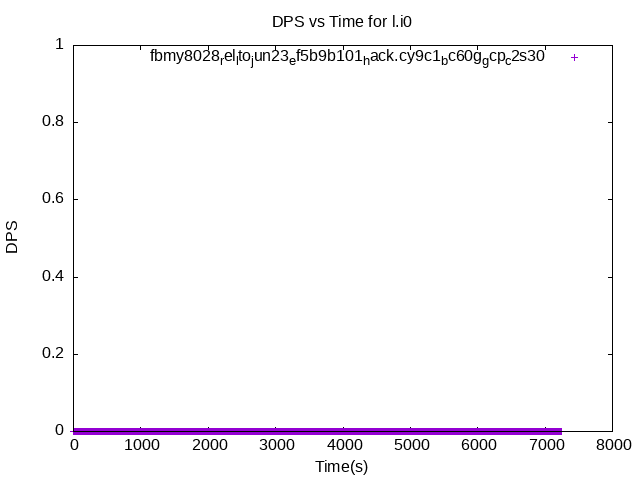 DPS vs Time for l.i0
fbmy8028relltojjun23ef5b9b101hack.cy9c1bc60ggcpc2s30
DPS
1
0.8
0.6
0.4
0.2
0
0 1000 2000 3000 4000 5000 6000 7000 8000
Time(s)